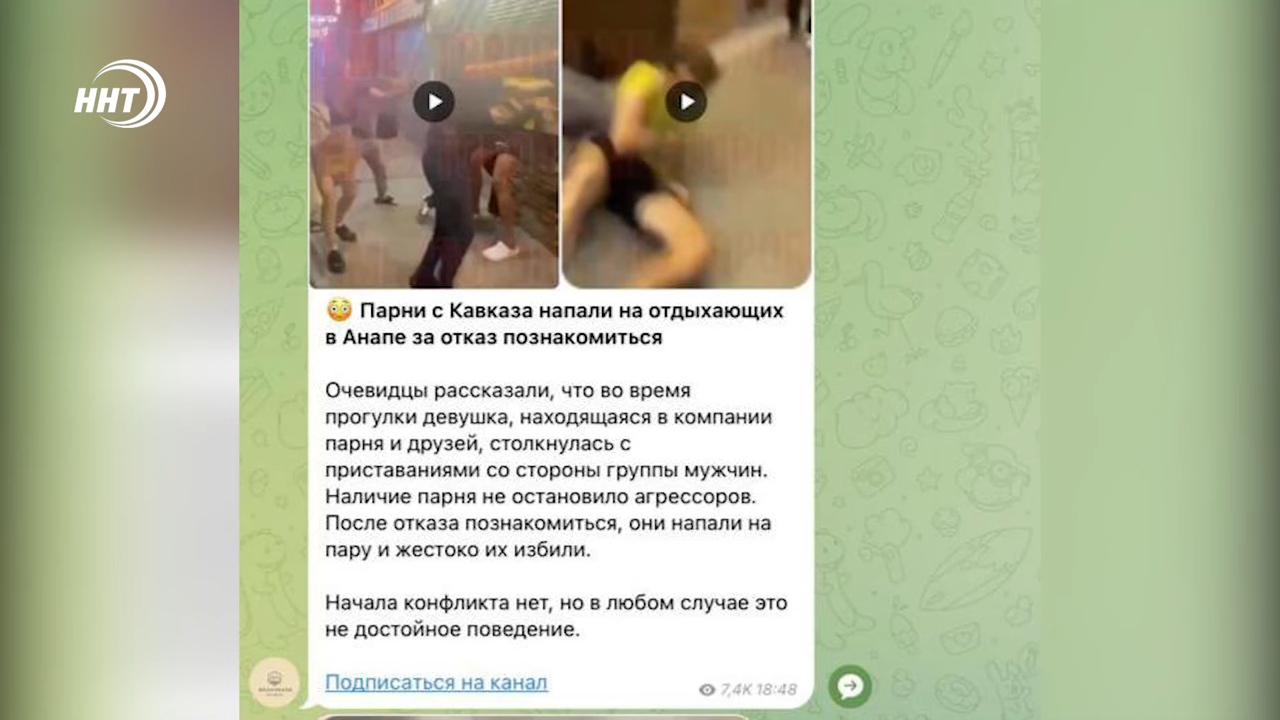 ННТ
😳 Парни с Кавказа напали на отдыхающих
в Анапе за отказ познакомиться
Очевидцы рассказали, что во время
прогулки девушка, находящаяся в компании
парня и друзей, столкнулась с
приставаниями со стороны группы мужчин.
Наличие парня не остановило агрессоров.
После отказа познакомиться, они напали на
пару и жестоко их избили.
Начала конфликта нет, но в любом случае это
не достойное поведение.
Подписаться на канал
7,4K 18:48